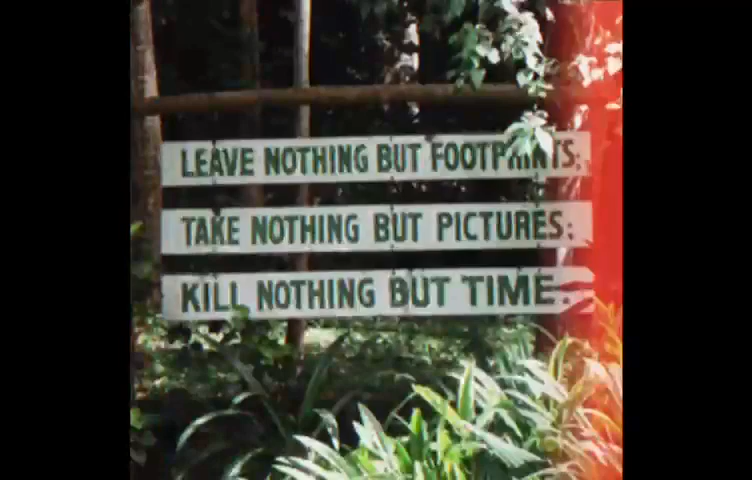 LEAVE NOTHING BUT FOOTPRINTS;
TAKE NOTHING BUT PICTURES:
KILL NOTHING BUT TIME.